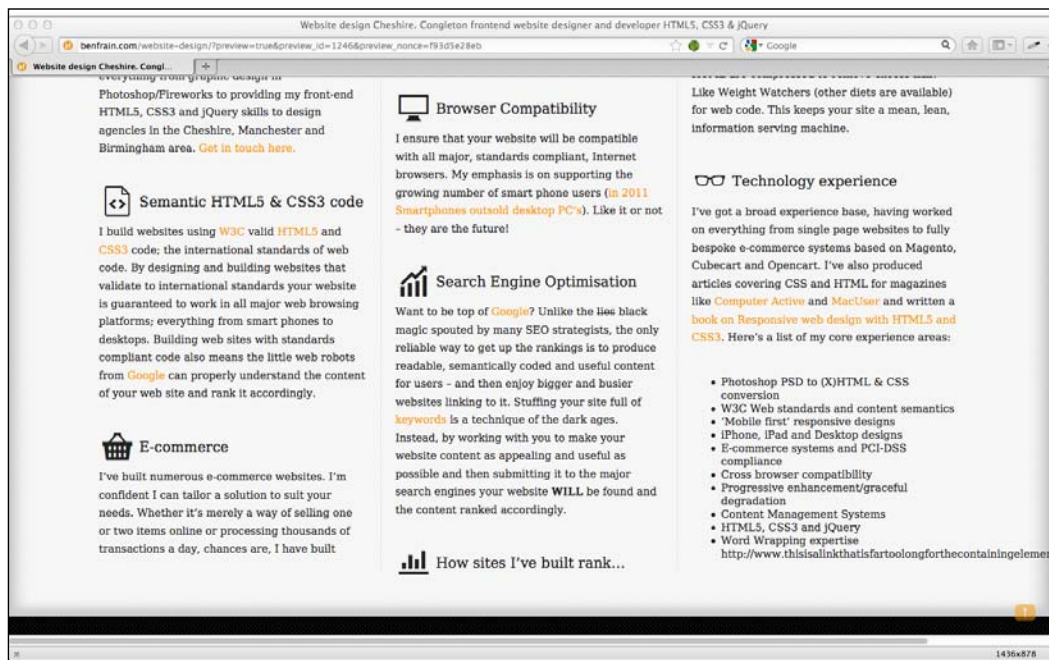 Website design Cheshire. Congleton frontend website designer and developer HTML5, CSS3 & jQuery
benfrain.com/website-design/?preview=true&preview_id=1246&preview_nonce=f93d5e28eb
Google
Website design Cheshire. Congl...
everything from graphic design in
Photoshop/Fireworks to providing my front-end
HTML5, CSS3 and jQuery skills to design
agencies in the Cheshire, Manchester and
Birmingham area. Get in touch here.
Semantic HTML5 & CSS3 code
I build websites using W3C valid HTML5 and
CSS3 code; the international standards of web
code. By designing and building websites that
validate to international standards your website
is guaranteed to work in all major web browsing
platforms; everything from smart phones to
desktops. Building web sites with standards
compliant code also means the little web robots
from Google can properly understand the content
of your web site and rank it accordingly.
E-commerce
I've built numerous e-commerce websites. I'm
confident I can tailor a solution to suit your
needs. Whether it's merely a way of selling one
or two items online or processing thousands of
transactions a day, chances are, I have built
Browser Compatibility
I ensure that your website will be compatible
with all major, standards compliant, Internet
browsers. My emphasis is on supporting the
growing number of smart phone users (in 2011
Smartphones outsold desktop PC's). Like it or not
– they are the future!
Search Engine Optimisation
Want to be top of Google? Unlike the lies black
magic spouted by many SEO strategists, the only
reliable way to get up the rankings is to produce
readable, semantically coded and useful content
for users – and then enjoy bigger and busier
websites linking to it. Stuffing your site full of
keywords is a technique of the dark ages.
Instead, by working with you to make your
website content as appealing and useful as
possible and then submitting it to the major
search engines your website WILL be found and
the content ranked accordingly.
How sites I've built rank...
Like Weight Watchers (other diets are available)
for web code. This keeps your site a mean, lean,
information serving machine.
Technology experience
I've got a broad experience base, having worked
on everything from single page websites to fully
bespoke e-commerce systems based on Magento,
Cubecart and Opencart. I've also produced
articles covering CSS and HTML for magazines
like Computer Active and MacUser and written a
book on Responsive web design with HTML5 and
CSS3. Here's a list of my core experience areas:
• Photoshop PSD to (X)HTML & CSS
conversion
• W3C Web standards and content semantics
• 'Mobile first' responsive designs
• iPhone, iPad and Desktop designs
• E-commerce systems and PCI-DSS
compliance
• Cross browser compatibility
• Progressive enhancement/graceful
degradation
• Content Management Systems
• HTML5, CSS3 and jQuery
• Word Wrapping expertise
http://www.thisisalinkthatisfartoolongforthecontainingeleme
1436x878